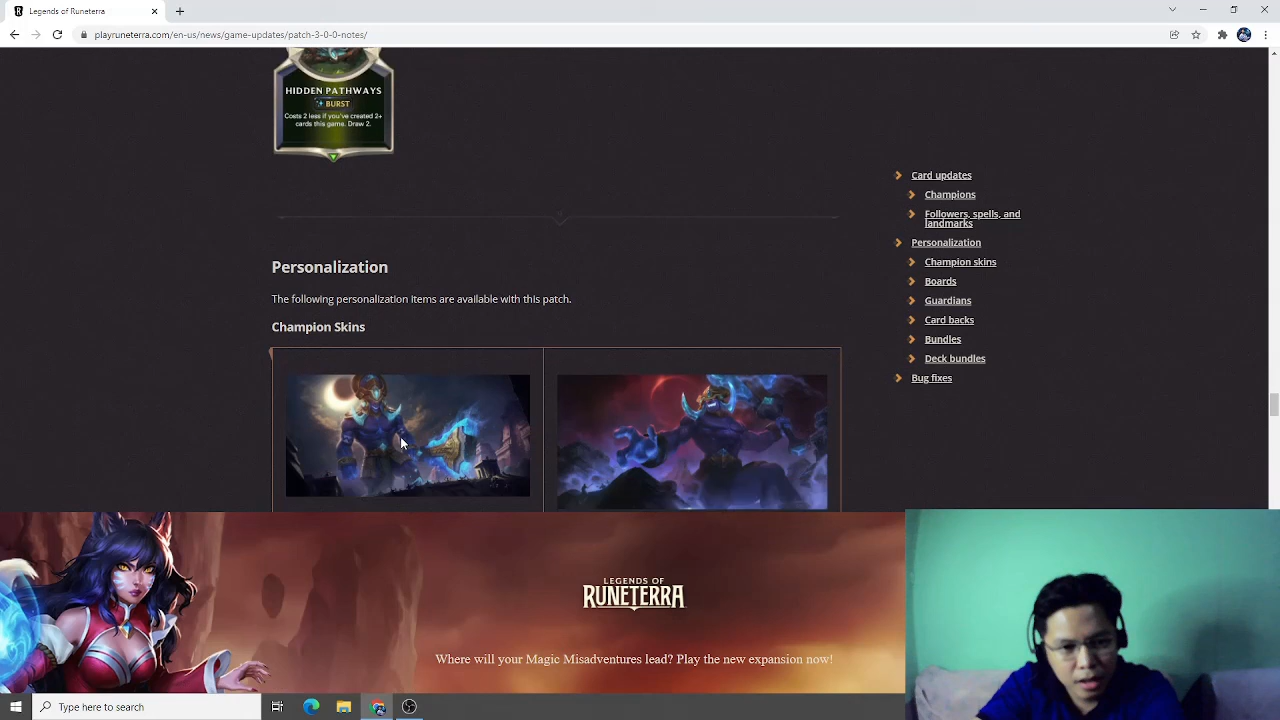 Legends of Runeterra
playruneterra.com/en-us/news/game-updates/patch-3-0-0-notes/
HIDDEN PATHWAYS
BURST
Costs 2 less if you've created 2+
cards this game. Draw 2.
Card updates
Champions
Followers, spells, and
landmarks
Personalization
Champion skins
Boards
Guardians
Card backs
Bundles
Deck bundles
Bug fixes
Personalization
The following personalization items are available with this patch.
Champion Skins
LEGENDS OF
RUNETERRA
Where will your Magic Misadventures lead? Play the new expansion now!
Type here to search